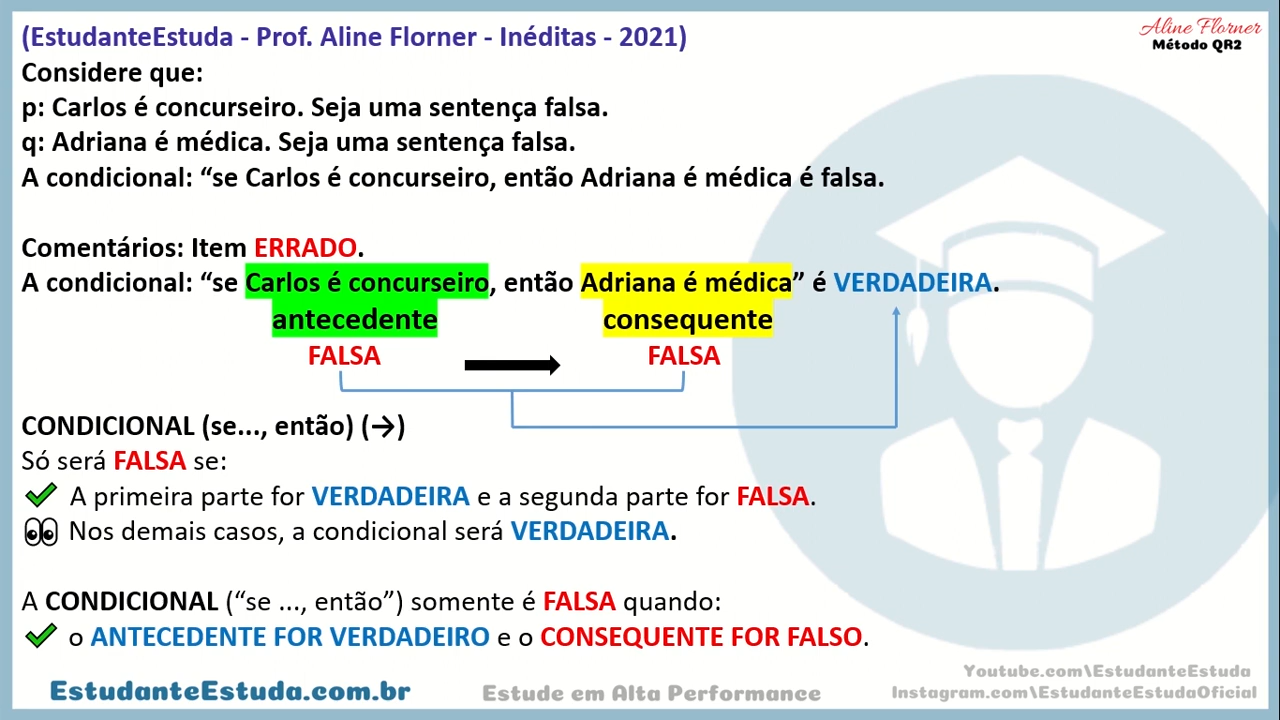 (EstudanteEstuda - Prof. Aline Florner - Inéditas - 2021)
Aline Florner
Método QR2
Considere que:
p: Carlos é concurseiro. Seja uma sentença falsa.
q: Adriana é médica. Seja uma sentença falsa.
A condicional: “se Carlos é concurseiro, então Adriana é médica é falsa.
Comentários: Item ERRADO.
A condicional: “se Carlos é concurseiro, então Adriana é médica” é VERDADEIRA.
antecedente consequente
FALSA FALSA
CONDICIONAL (se..., então) (→)
Só será FALSA se:
A primeira parte for VERDADEIRA e a segunda parte for FALSA.
Nos demais casos, a condicional será VERDADEIRA.
A CONDICIONAL (“se ..., então”) somente é FALSA quando:
o ANTECEDENTE FOR VERDADEIRO e o CONSEQUENTE FOR FALSO.
EstudanteEstuda.com.br
Estude em Alta Performance
Youtube.com\EstudanteEstuda
Instagram.com\EstudanteEstudaOficial